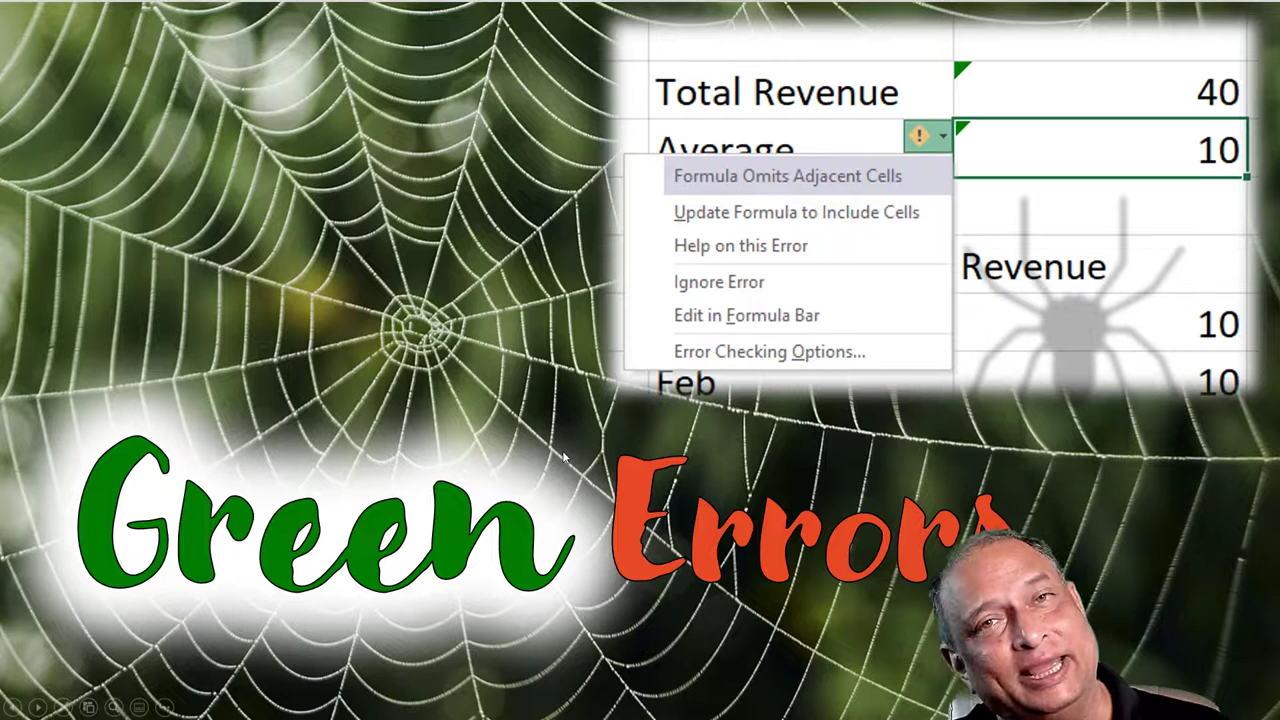 Total Revenue 40
Average 10
Formula Omits Adjacent Cells
Update Formula to Include Cells
Help on this Error
Ignore Error
Edit in Formula Bar
Error Checking Options...
Revenue
10
Feb 10
Green Errors